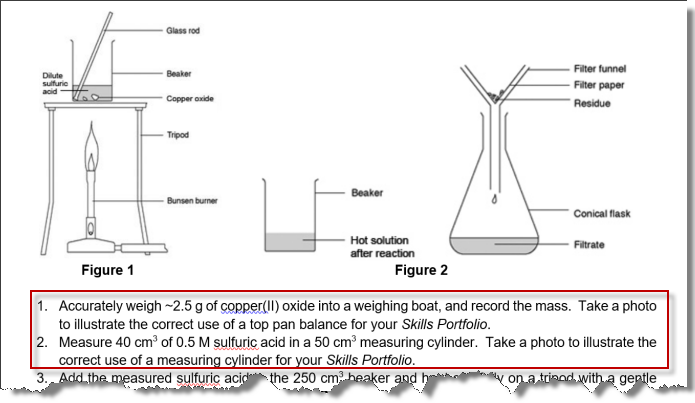 Glass rod
Dilute
sulfuric
acid
Beaker
Copper oxide
Tripod
Bunsen burner
Figure 1
Beaker
Hot solution
after reaction
Filter funnel
Filter paper
Residue
Conical flask
Filtrate
Figure 2
1. Accurately weigh ~2.5 g of copper(II) oxide into a weighing boat, and record the mass. Take a photo
to illustrate the correct use of a top pan balance for your Skills Portfolio.
2. Measure 40 cm³ of 0.5 M sulfuric acid in a 50 cm³ measuring cylinder. Take a photo to illustrate the
correct use of a measuring cylinder for your Skills Portfolio.
3. Add the measured sulfuric acid the 250 cm³ beaker and on a tripod with a gentle